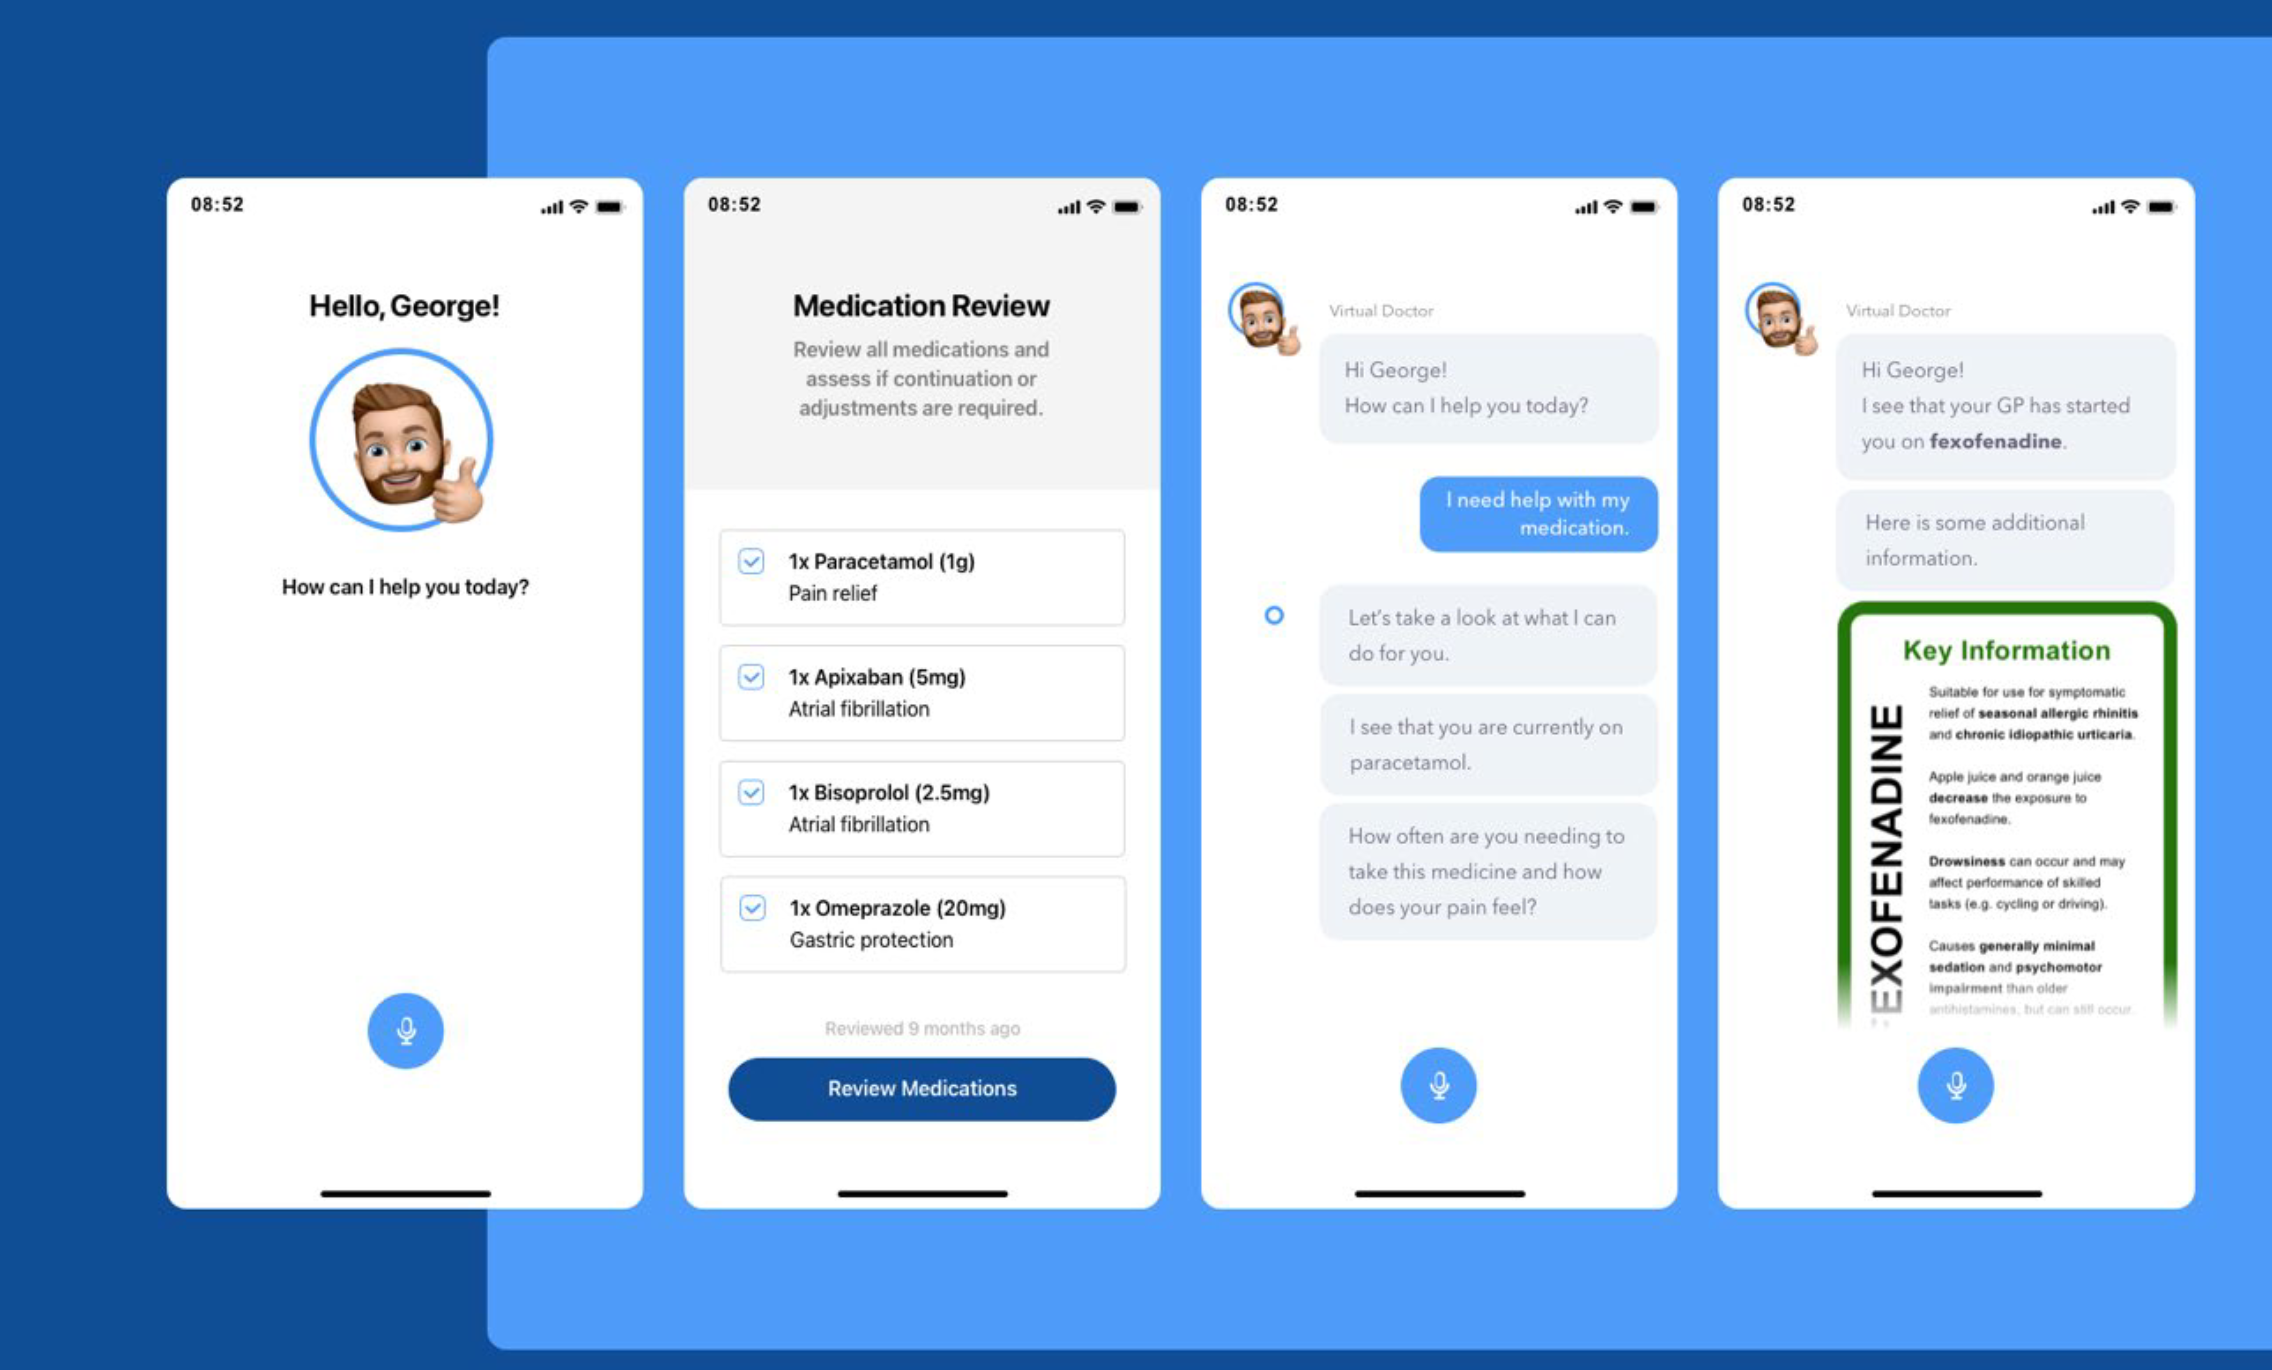 08:52
Hello, George!
How can I help you today?
08:52
Medication Review
Review all medications and
assess if continuation or
adjustments are required.
1x Paracetamol (1g)
Pain relief
1x Apixaban (5mg)
Atrial fibrillation
1x Bisoprolol (2.5mg)
Atrial fibrillation
1x Omeprazole (20mg)
Gastric protection
Reviewed 9 months ago
Review Medications
08:52
Virtual Doctor
Hi George!
How can I help you today?
I need help with my
medication.
Let's take a look at what I can
do for you.
I see that you are currently on
paracetamol.
How often are you needing to
take this medicine and how
does your pain feel?
08:52
Virtual Doctor
Hi George!
I see that your GP has started
you on fexofenadine.
Here is some additional
information.
Key Information
FEXOFENADINE
Suitable for use for symptomatic
relief of seasonal allergic rhinitis
and chronic idiopathic urticaria.
Apple juice and orange juice
decrease the exposure to
fexofenadine.
Drowsiness can occur and may
affect performance of skilled
tasks (e.g. cycling or driving).
Causes generally minimal
sedation and psychomotor
impairment than older
antihistamines, but can still occur.